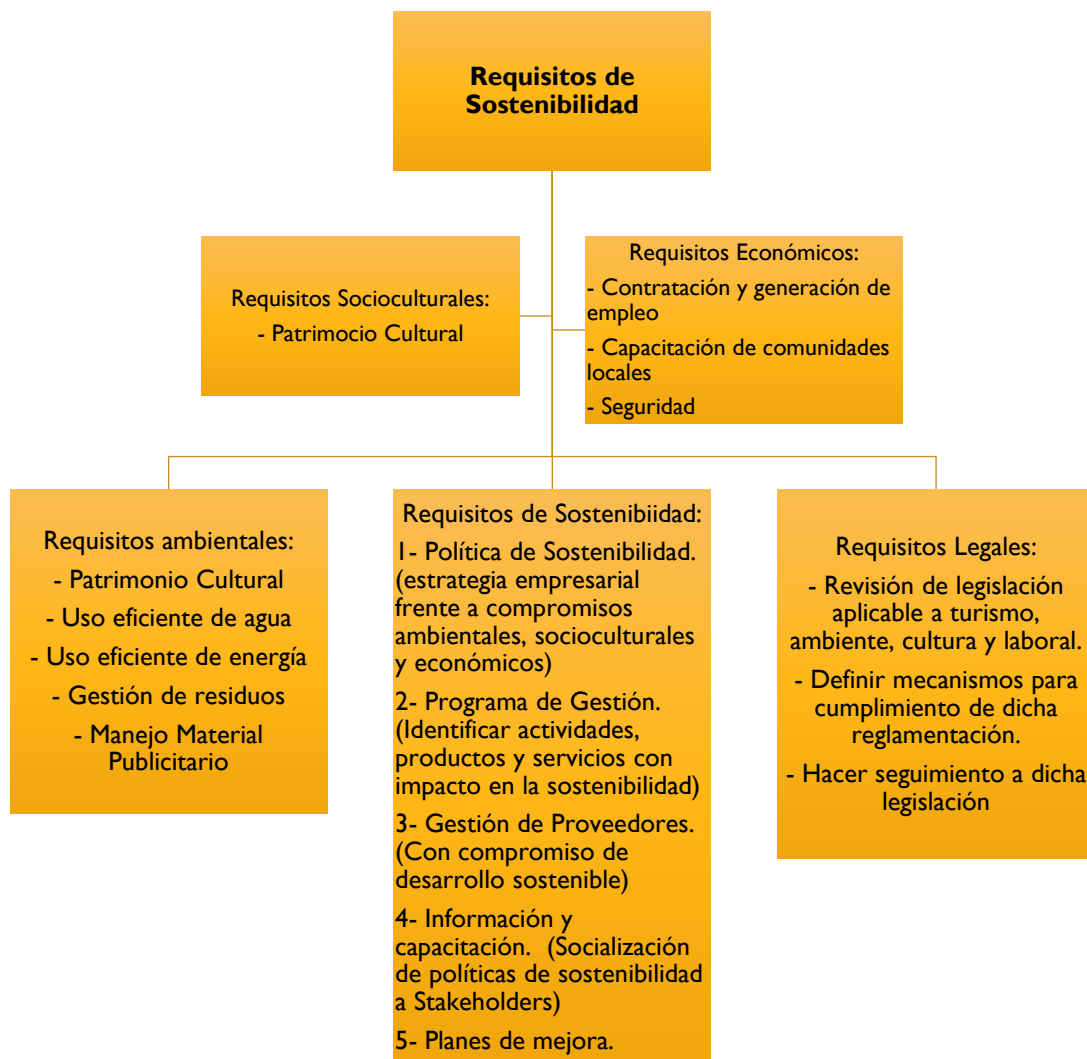 Requisitos de
Sostenibilidad
Requisitos Socioculturales:
- Patrimocio Cultural
Requisitos Económicos:
- Contratación y generación de
empleo
- Capacitación de comunidades
locales
- Seguridad
Requisitos ambientales:
- Patrimonio Cultural
- Uso eficiente de agua
- Uso eficiente de energía
- Gestión de residuos
- Manejo Material
Publicitario
Requisitos de Sostenibiidad:
1- Política de Sostenibilidad.
(estrategia empresarial
frente a compromisos
ambientales, socioculturales
y económicos)
2- Programa de Gestión.
(Identificar actividades,
productos y servicios con
impacto en la sostenibilidad)
3- Gestión de Proveedores.
(Con compromiso de
desarrollo sostenible)
4- Información y
capacitación.  (Socialización
de políticas de sostenibilidad
a Stakeholders)
5- Planes de mejora.
Requisitos Legales:
- Revisión de legislación
aplicable a turismo,
ambiente, cultura y laboral.
- Definir mecanismos para
cumplimiento de dicha
reglamentación.
- Hacer seguimiento a dicha
legislación